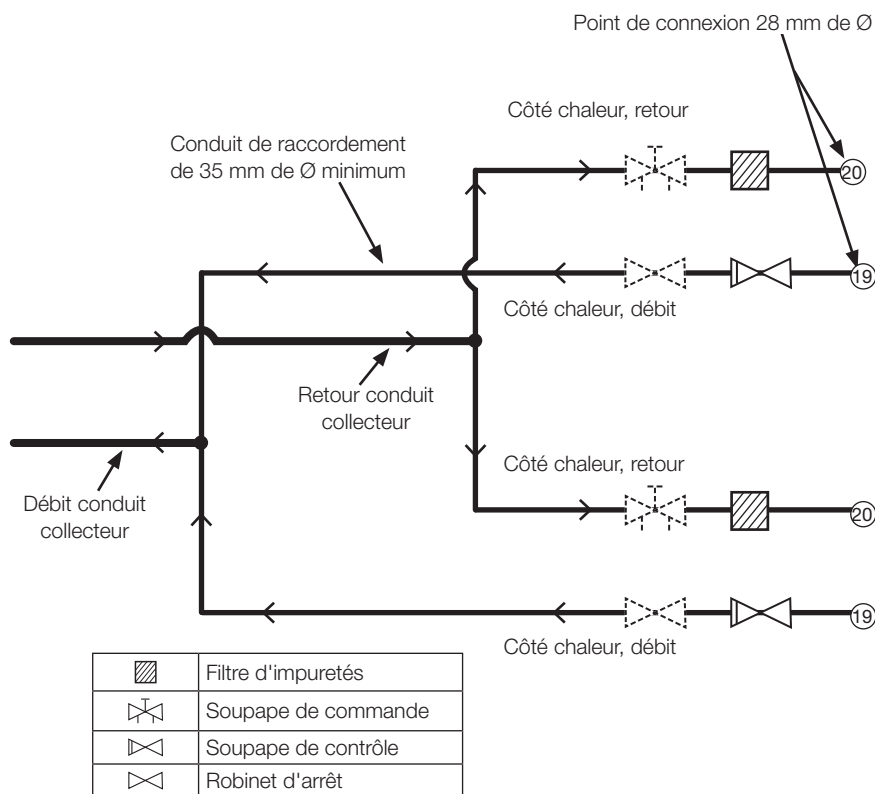 Point de connexion 28 mm de Ø
Côté chaleur, retour
Conduit de raccordement
de 35 mm de Ø minimum
20
19
Côté chaleur, débit
Retour conduit
collecteur
Côté chaleur, retour
Débit conduit
collecteur
20
19
Côté chaleur, débit
Filtre d'impuretés
Soupape de commande
Soupape de contrôle
Robinet d'arrêt